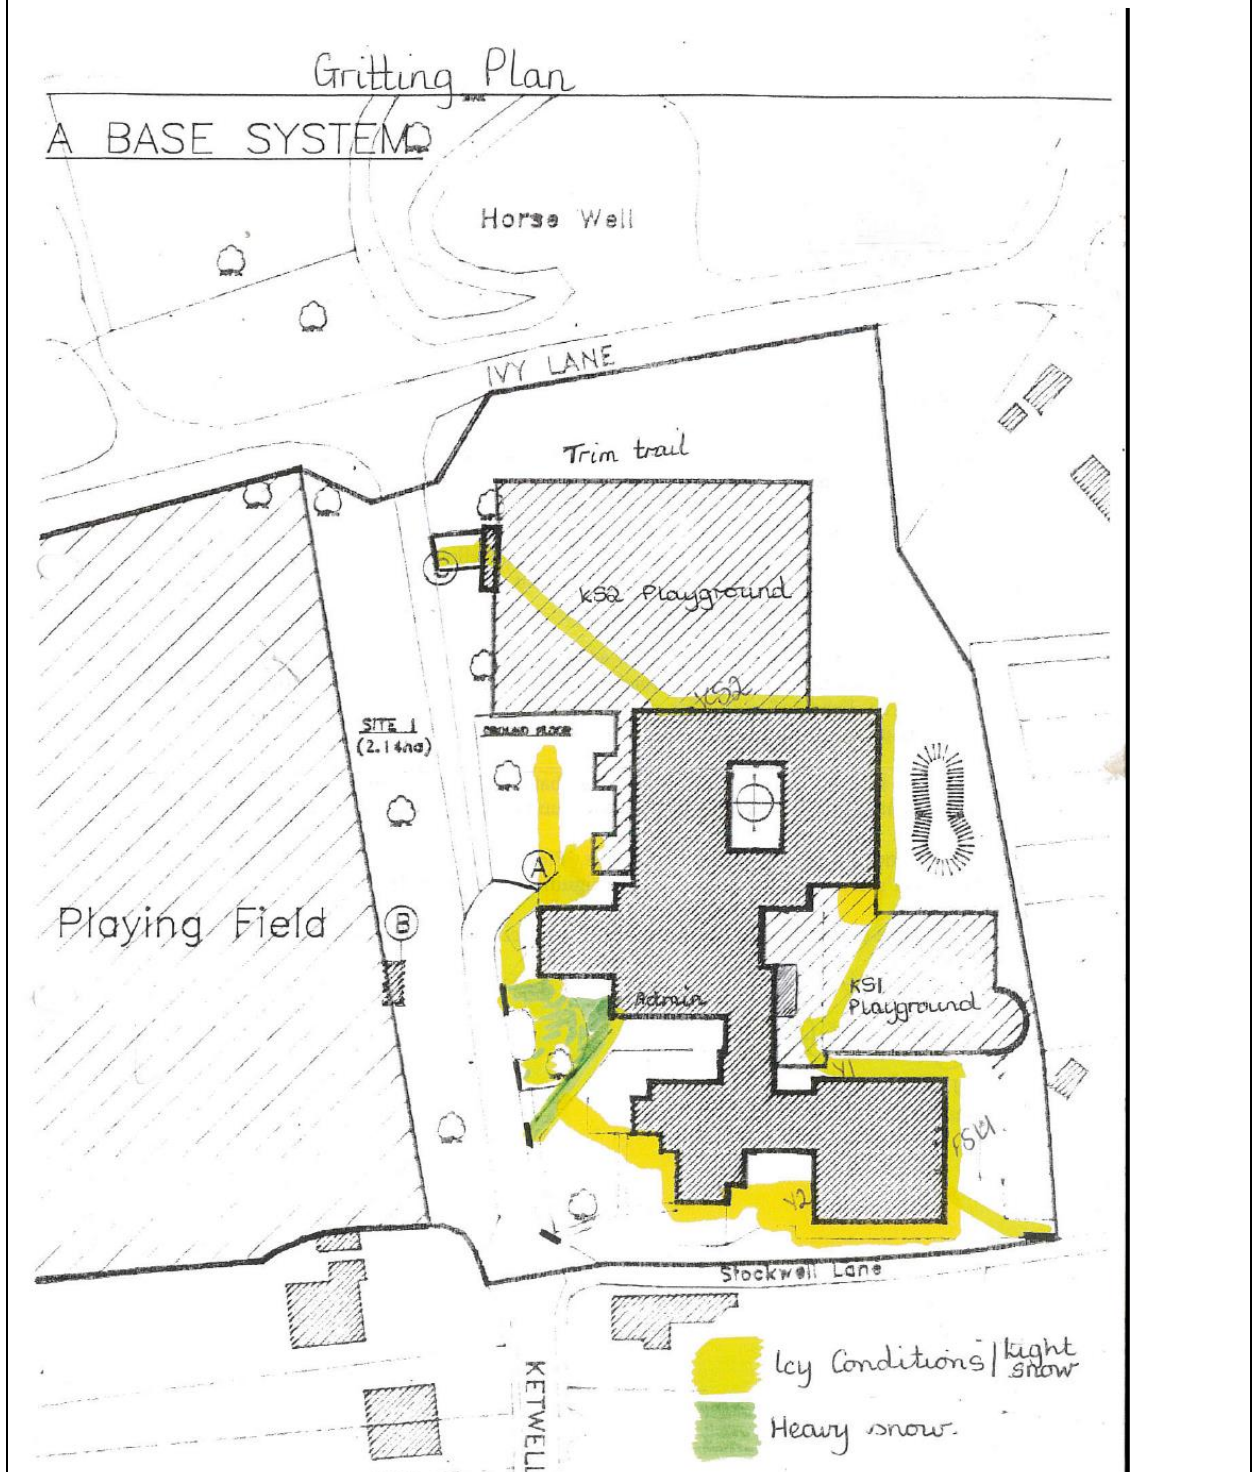 Gritting Plan
A BASE SYSTEM
Horse Well
IVY LANE
Trim trail
C
KS2 Playground
KS2
SITE 1
(2.14ha)
GROUND FLOOR
A
Playing Field
B
Admin
KS1
Playground
Y1
FSU
Y2
Stockwell Lane
Icy Conditions/Light
snow
KETWELL
Heavy snow.